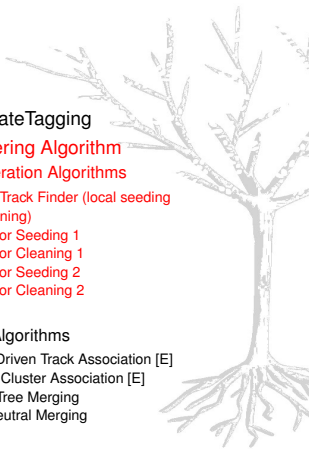 ateTagging
ering Algorithm
eration Algorithms
Track Finder (local seeding
ning)
or Seeding 1
or Cleaning 1
or Seeding 2
or Cleaning 2
Algorithms
Driven Track Association [E]
Cluster Association [E]
Tree Merging
eutral Merging